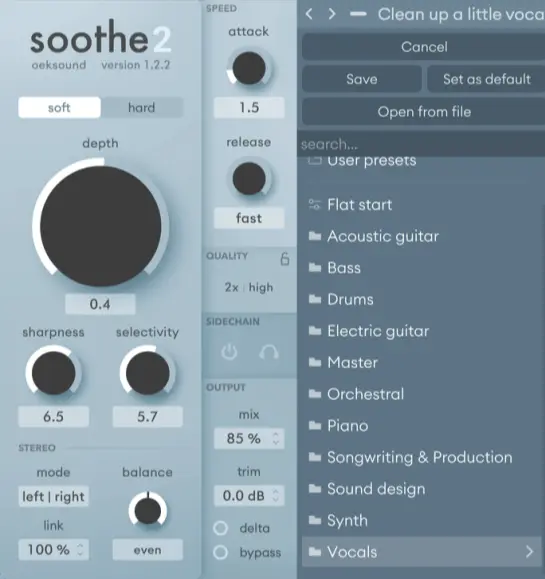 soothe2
oeksound version 1.2.2
soft hard
depth
0.4
sharpness selectivity
6.5 5.7
STEREO
mode balance
left | right
link
100 % even
SPEED
attack
1.5
release
fast
QUALITY
2x high
SIDECHAIN
OUTPUT
mix
85 %
trim
0.0 dB
delta
bypass
Clean up a little voca
Cancel
Save Set as default
Open from file
search...
User presets
Flat start
Acoustic guitar
Bass
Drums
Electric guitar
Master
Orchestral
Piano
Songwriting & Production
Sound design
Synth
Vocals